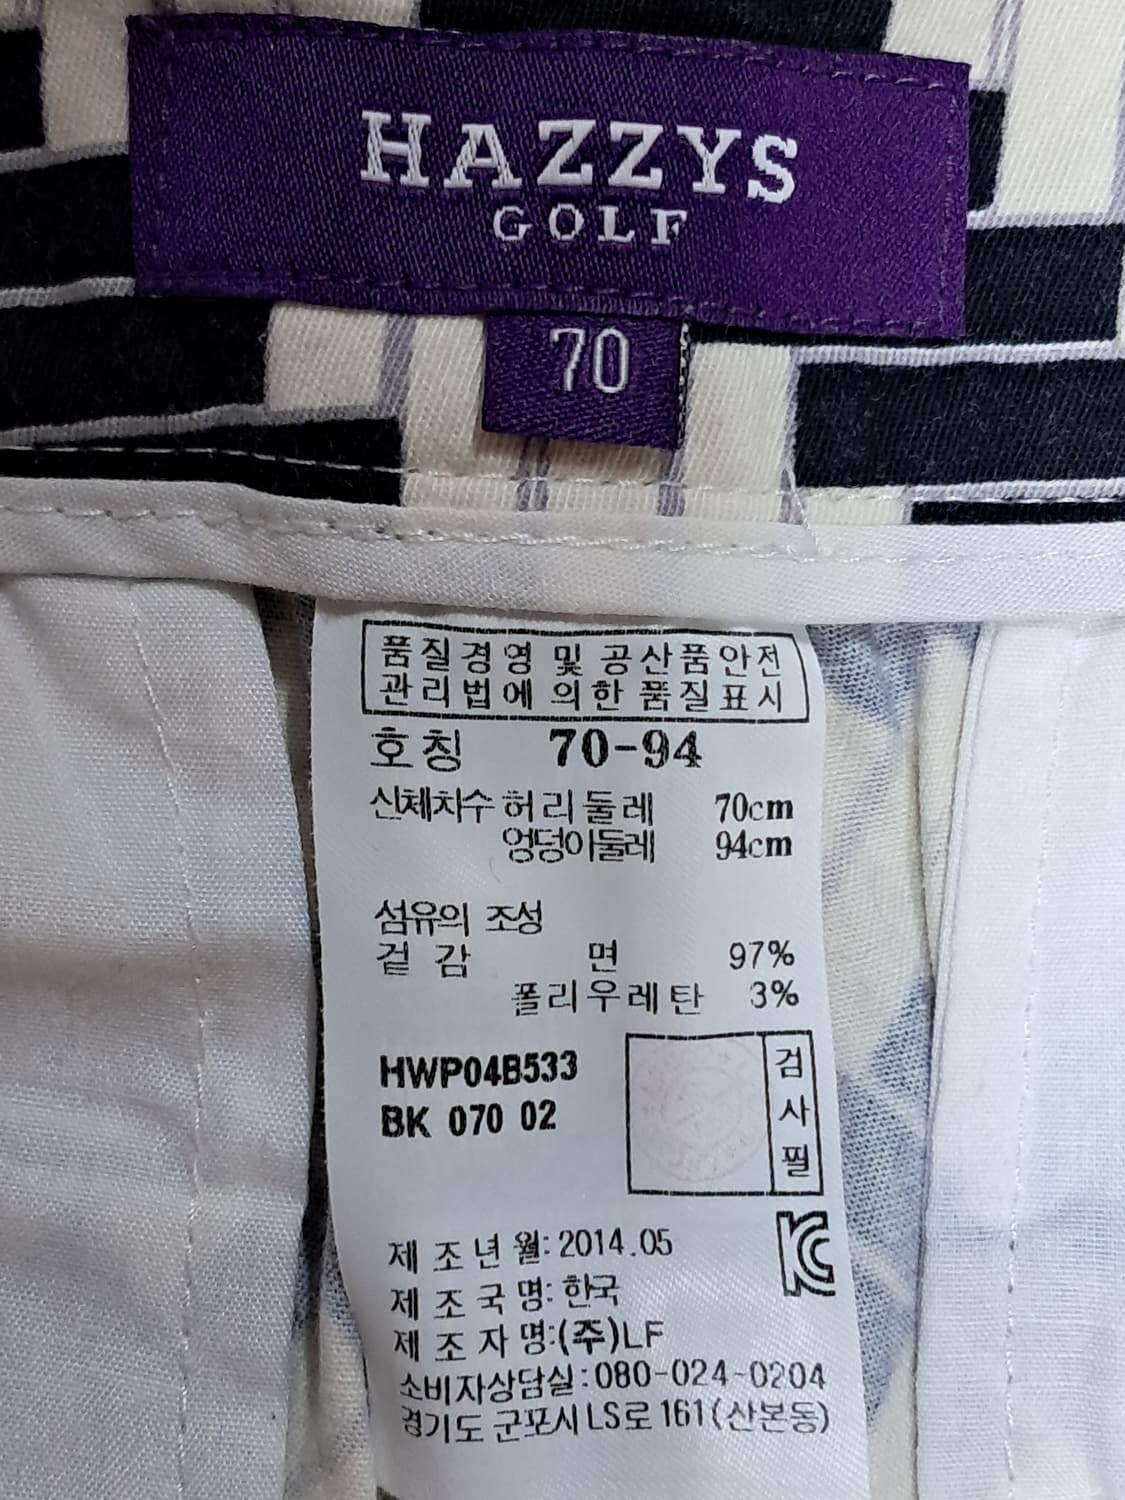 HAZZYS
GOLF
70
품질경영 및 공산품안전
관리법에 의한 품질표시
호칭 70-94
신체치수 허리둘레 70cm
엉덩이둘레 94cm
섬유의 조성
겉감 면 97%
폴리우레탄 3%
HWP04B533
BK 070 02
검
사
필
제조년월: 2014.05
제조국명: 한국
제조자명:(주)LF
소비자상담실:080-024-0204
경기도 군포시 LS로 161(산본동)